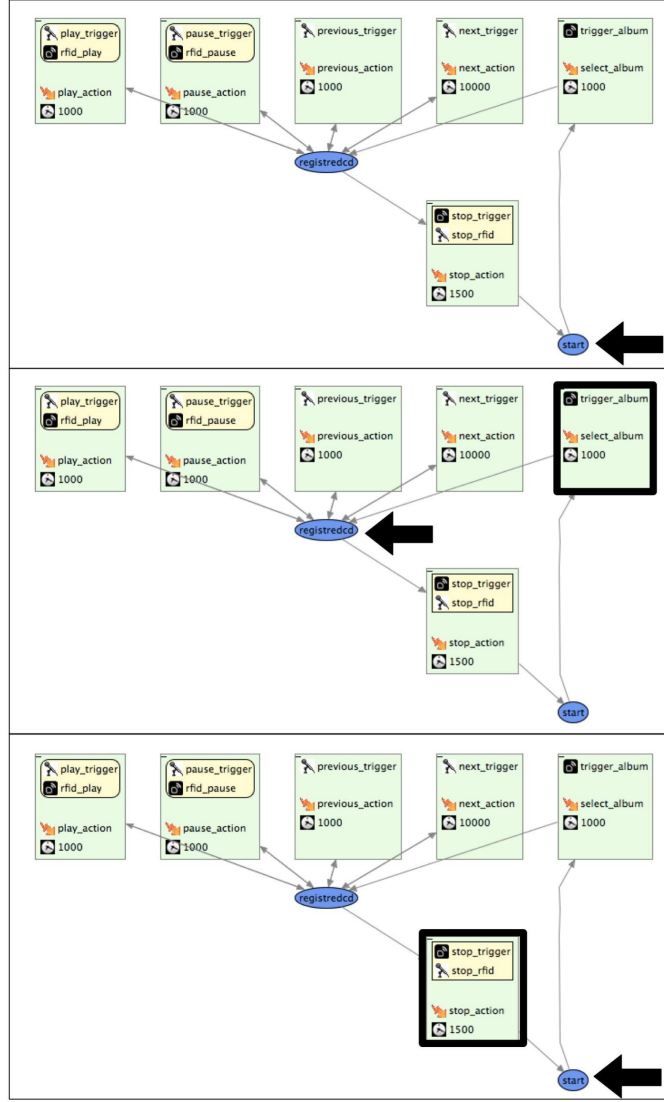 play_trigger
rfid_play
play_action
1000
pause_trigger
rfid_pause
pause_action
1000
previous_trigger
previous_action
1000
next_trigger
next_action
10000
trigger_album
select_album
1000
registredcd
stop_trigger
stop_rfid
stop_action
1500
start
play_trigger
rfid_play
play_action
1000
pause_trigger
rfid_pause
pause_action
1000
previous_trigger
previous_action
1000
next_trigger
next_action
10000
trigger_album
select_album
1000
registredcd
stop_trigger
stop_rfid
stop_action
1500
start
play_trigger
rfid_play
play_action
1000
pause_trigger
rfid_pause
pause_action
1000
previous_trigger
previous_action
1000
next_trigger
next_action
10000
trigger_album
select_album
1000
registredcd
stop_trigger
stop_rfid
stop_action
1500
start